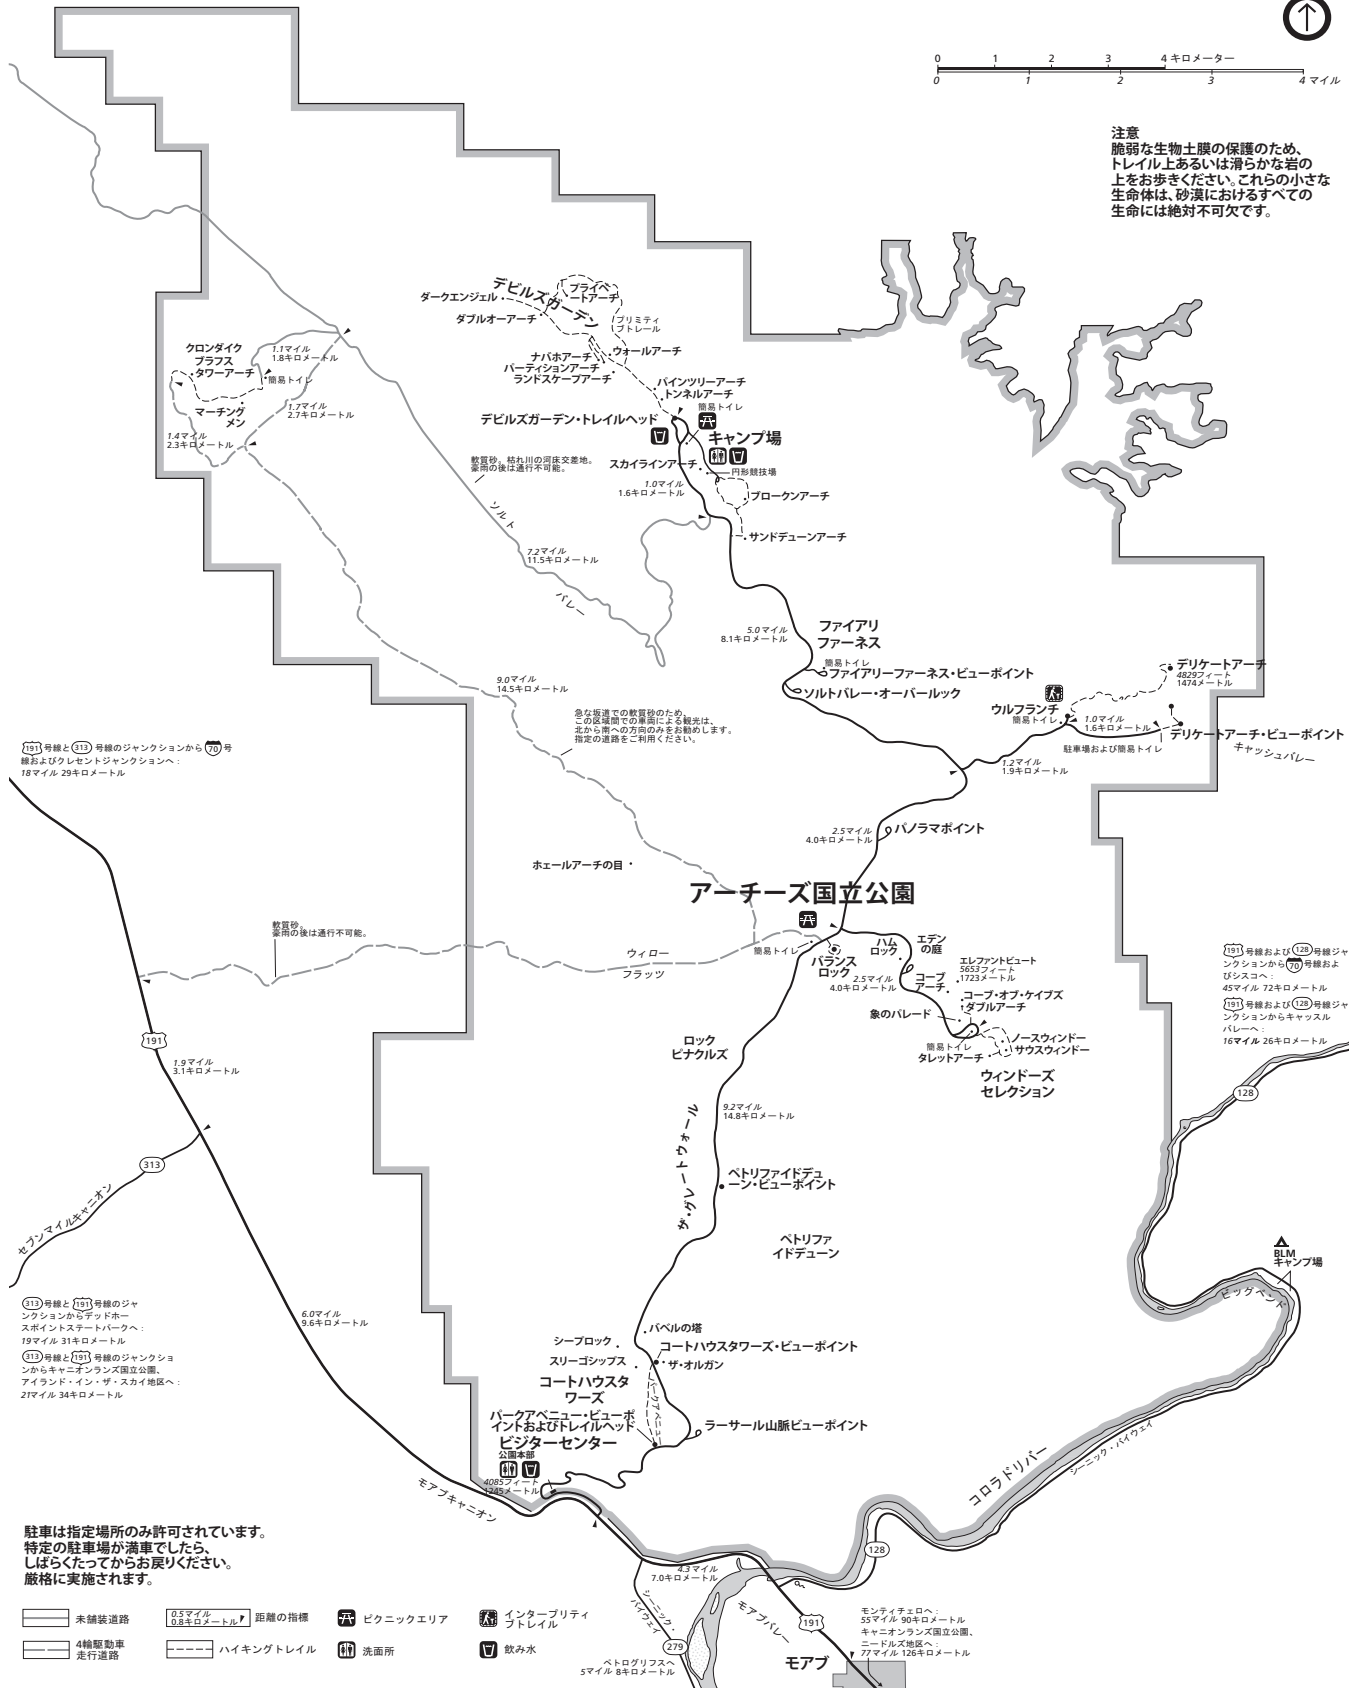 0 1 2 3 4 キロメーター
0 1 2 3 4 マイル
注意
脆弱な生物土膜の保護のため、
トレイル上あるいは滑らかな岩の
上をお歩きください。これらの小さな
生命体は、砂漠におけるすべての
生命には絶対不可欠です。
デビルズガーデン
プライベ
ートアーチ
ダークエンジェル
ダブルオーアーチ
プリミティ
ブトレール
ナバホアーチ
ウォールアーチ
パーティションアーチ
ランドスケープアーチ
パインツリーアーチ
トンネルアーチ
簡易トイレ
デビルズガーデン・トレイルヘッド
キャンプ場
スカイラインアーチ
円形競技場
1.0マイル
1.6キロメートル
ブロークンアーチ
サンドデューンアーチ
クロンダイク
ブラフス
タワーアーチ
1.1マイル
1.8キロメートル
簡易トイレ
マーチング
メン
1.7マイル
2.7キロメートル
1.4マイル
2.3キロメートル
軟質砂。枯れ川の河床交差地。
豪雨の後は通行不可能。
ソルト
バレー
7.2マイル
11.5キロメートル
5.0マイル
8.1キロメートル
ファイアリ
ファーネス
簡易トイレ
ファイアリーファーネス・ビューポイント
ソルトバレー・オーバールック
9.0マイル
14.5キロメートル
急な坂道での軟質砂のため、
この区域間での車両による観光は、
北から南への方向のみをお勧めします。
指定の道路をご利用ください。
デリケートアーチ
4829フィート
1474メートル
ウルフランチ
簡易トイレ
1.0マイル
1.6キロメートル
デリケートアーチ・ビューポイント
駐車場および簡易トイレ
キャッシュバレー
1.2マイル
1.9キロメートル
191号線と313号線のジャンクションから70号
線およびクレセントジャンクションへ：
18マイル 29キロメートル
2.5マイル
4.0キロメートル
パノラマポイント
ホェールアーチの目
アーチーズ国立公園
軟質砂。
豪雨の後は通行不可能。
ウィロー
フラッツ
簡易トイレ
バランス
ロック
ハム
ロック
エデン
の庭
2.5マイル
4.0キロメートル
コーブ
アーチ
エレファントビュート
5653フィート
1723メートル
コーブ・オブ・ケイブズ
ダブルアーチ
象のパレード
簡易トイレ
ノースウィンドー
サウスウィンドー
タレットアーチ
ウィンドーズ
セレクション
191号線および128号線ジャ
ンクションから70号線およ
びシスコへ：
45マイル 72キロメートル
191号線および128号線ジャ
ンクションからキャッスル
バレーへ：
16マイル 26キロメートル
128
191
1.9マイル
3.1キロメートル
313
セブンマイルキャニオン
ロック
ピナクルズ
9.2マイル
14.8キロメートル
ザ・グレートウォール
ペトリファイドデュ
ーン・ビューポイント
ペトリファ
イドデューン
BLM
キャンプ場
ビッグベンド
313号線と191号線のジャ
ンクションからデッドホー
スポイントステートパークへ：
19マイル 31キロメートル
313号線と191号線のジャンクショ
ンからキャニオンランズ国立公園、
アイランド・イン・ザ・スカイ地区へ：
21マイル 34キロメートル
6.0マイル
9.6キロメートル
バベルの塔
シープロック
コートハウスタワーズ・ビューポイント
スリーゴシップス
ザ・オルガン
コートハウスタ
ワーズ
パークアベニュー
パークアベニュー・ビューポ
イントおよびトレイルヘッド
ラーサール山脈ビューポイント
ビジターセンター
公園本部
4085フィート
1245メートル
モアブキャニオン
コロラドリバー
シーニック・バイウェイ
駐車は指定場所のみ許可されています。
特定の駐車場が満車でしたら、
しばらくたってからお戻りください。
厳格に実施されます。
128
4.3マイル
7.0キロメートル
シーニック・
バイウェイ
モアブバレー
191
279
ペトログリフスへ
5マイル 8キロメートル
モアブ
モンティチェロへ：
55マイル 90キロメートル
キャニオンランズ国立公園、
ニードルズ地区へ：
77マイル 126キロメートル
未舗装道路
0.5マイル
0.8キロメートル
距離の指標
ピクニックエリア
インタープリティ
ブトレイル
4輪駆動車
走行道路
ハイキングトレイル
洗面所
飲み水